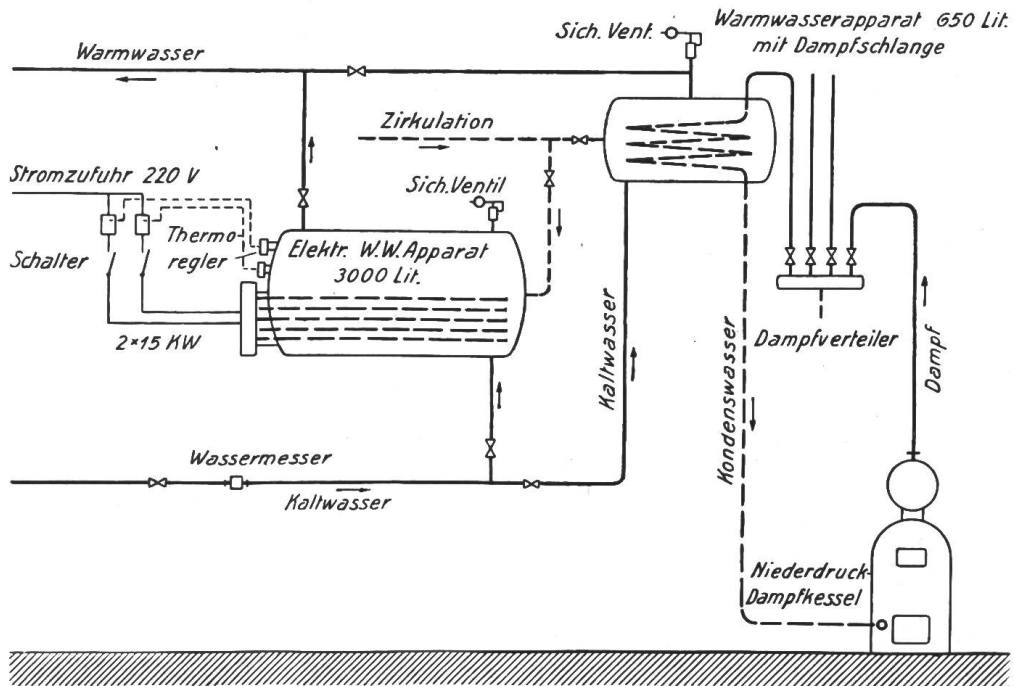 Sich. Vent.
Warmwasserapparat 650 Lit.
mit Dampfschlange
Warmwasser
Zirkulation
Stromzufuhr 220 V
Sich. Ventil
Thermo-
regler
Schalter
Elektr. W.W. Apparat
3000 Lit.
2×15 KW
Dampfverteiler
Kaltwasser
Kondenswasser
Dampf
Wassermesser
Kaltwasser
Niederdruck-
Dampfkessel